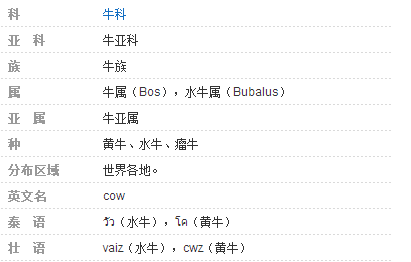 科 牛科
亚 科 牛亚科
族 牛族
属 牛属（Bos），水牛属（Bubalus）
亚 属 牛亚属
种 黄牛、水牛、瘤牛
分布区域 世界各地。
英文名 cow
泰 语 วัว（水牛），โค（黄牛）
壮 语 vaiz（水牛），cwz（黄牛）